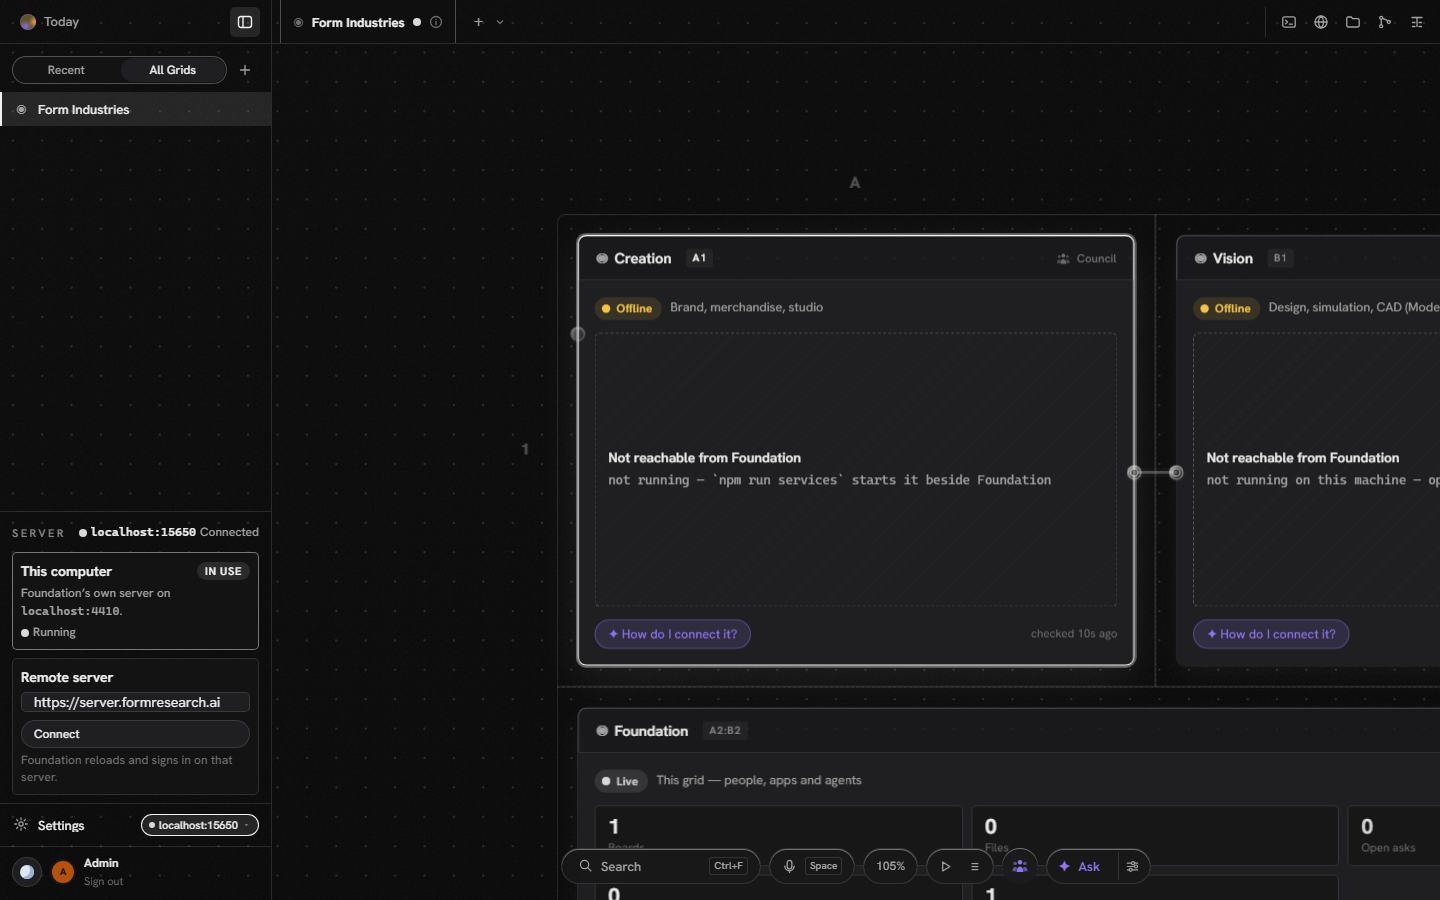 Today
Form Industries
Recent
All Grids
Form Industries
SERVER
localhost:15650 Connected
This computer
IN USE
Foundation's own server on
localhost:4410.
Running
Remote server
https://server.formresearch.ai
Connect
Foundation reloads and signs in on that
server.
Settings
localhost:15650
A
Admin
Sign out
A
1
Creation
A1
Council
Offline
Brand, merchandise, studio
Not reachable from Foundation
not running — `npm run services` starts it beside Foundation
How do I connect it?
checked 10s ago
Vision
B1
Offline
Design, simulation, CAD (Mode
Not reachable from Foundation
not running on this machine — op
How do I connect it?
Foundation
A2:B2
Live
This grid — people, apps and agents
1
Boards
0
Files
0
Open asks
0
1
Search
Ctrl+F
Space
105%
Ask